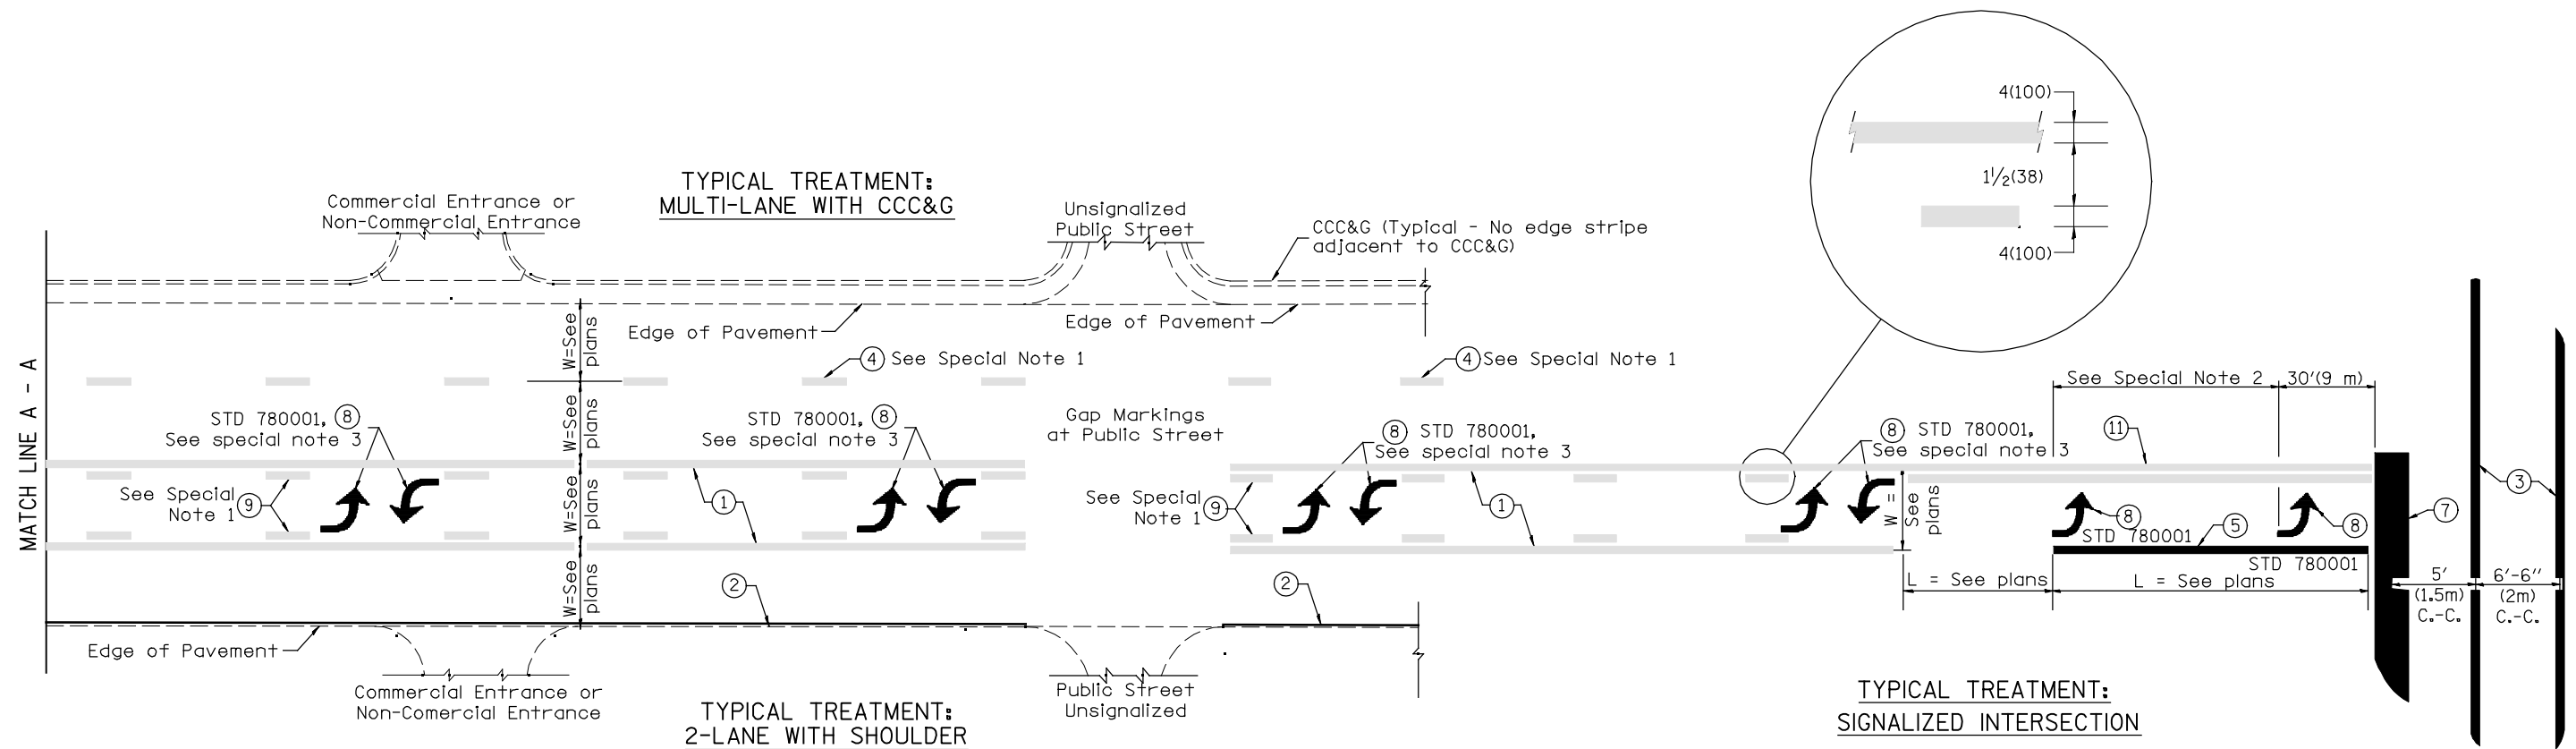 MATCH LINE A - A
Commercial Entrance or
Non-Commercial Entrance
TYPICAL TREATMENT:
MULTI-LANE WITH CCC&G
Unsignalized
Public Street
CCC&G (Typical - No edge stripe
adjacent to CCC&G)
4(100)
1 1/2(38)
4(100)
Edge of Pavement
Edge of Pavement
W=See
plans
4 See Special Note 1
4 See Special Note 1
W=See
plans
STD 780001, 8
See special note 3
STD 780001, 8
See special note 3
Gap Markings
at Public Street
8 STD 780001,
See special note 3
8 STD 780001,
See special note 3
See Special Note 2
30'(9 m)
11
3
See Special
Note 1 9
W=See
plans
1
See Special
Note 1 9
1
W =
See
plans
8
STD 780001
5
8
STD 780001
7
W=See
plans
2
2
L = See plans
L = See plans
5'
(1.5m)
C.-C.
6'-6"
(2m)
C.-C.
Edge of Pavement
Commercial Entrance or
Non-Comercial Entrance
Public Street
Unsignalized
TYPICAL TREATMENT:
2-LANE WITH SHOULDER
TYPICAL TREATMENT:
SIGNALIZED INTERSECTION